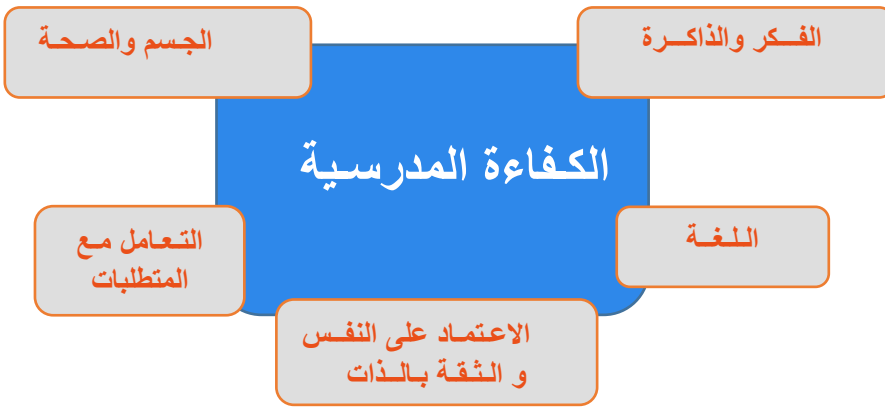 الفكر والذاكرة
الجسم والصحة
الكفاءة المدرسية
اللغة
التعامل مع
المتطلبات
الاعتماد على النفس
و الثقة بالذات